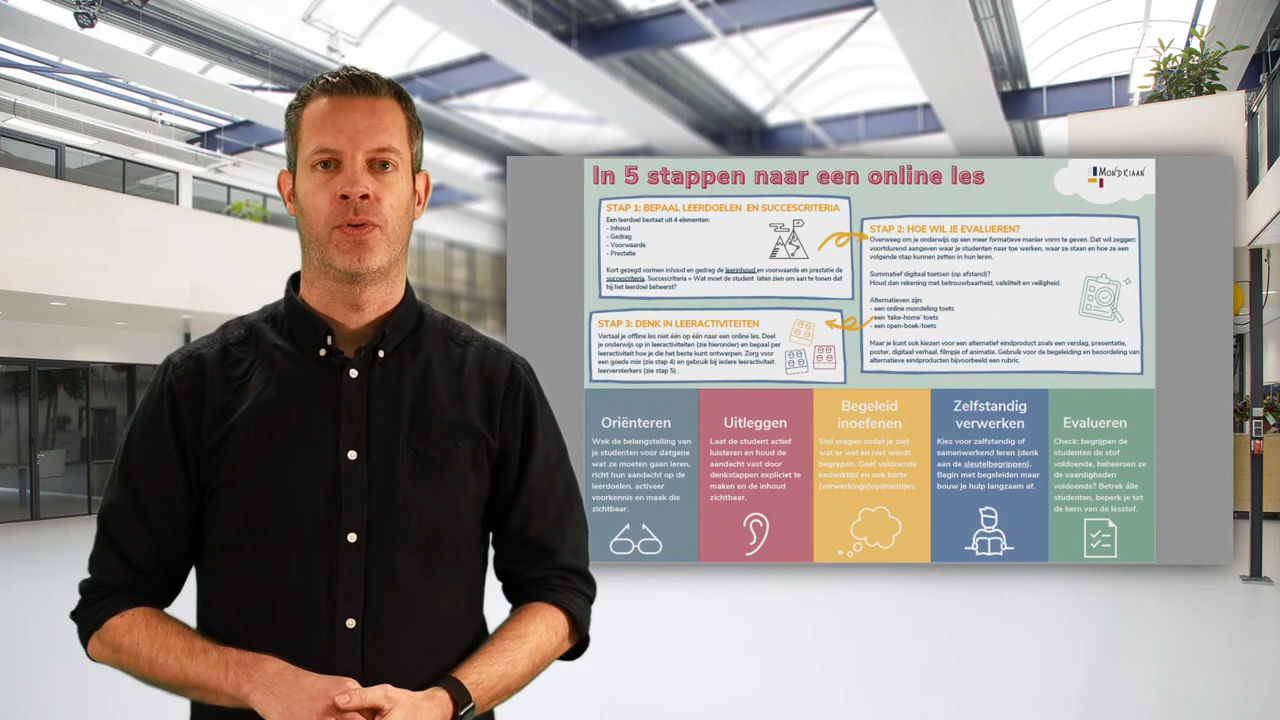 In 5 stappen naar een online les
MONDRIAAN
STAP 1: BEPAAL LEERDOELEN EN SUCCESCRITERIA
Een leerdoel bestaat uit 4 elementen:
- Inhoud
- Gedrag
- Voorwaarde
- Prestatie
Kort gezegd vormen inhoud en gedrag de leerinhoud en voorwaarde en prestatie de
succescriteria. Succescriteria = Wat moet de student laten zien om aan te tonen dat
hij het leerdoel beheerst?
STAP 2: HOE WIL JE EVALUEREN?
Overweeg om je onderwijs op een meer formatieve manier vorm te geven. Dat wil zeggen:
voortdurend aangeven waar je studenten naar toe werken, waar ze staan en hoe ze een
volgende stap kunnen zetten in hun leren.
Summatief digitaal toetsen (op afstand)?
Houd dan rekening met betrouwbaarheid, validiteit en veiligheid.
Alternatieven zijn:
- een online mondeling toets
- een 'take-home' toets
- een open-boek-toets
Maar je kunt ook kiezen voor een alternatief eindproduct zoals een verslag, presentatie,
poster, digitaal verhaal, filmpje of animatie. Gebruik voor de begeleiding en beoordeling van
alternatieve eindproducten bijvoorbeeld een rubric.
STAP 3: DENK IN LEERACTIVITEITEN
Vertaal je offline les niet één op één naar een online les. Deel
je onderwijs op in leeractiviteiten (zie hieronder) en bepaal per
leeractiviteit hoe je die het beste kunt ontwerpen. Zorg voor
een goede mix (zie stap 4) en gebruik bij iedere leeractiviteit
leerversterkers (zie stap 5) .
Oriënteren
Wek de belangstelling van
je studenten voor datgene
wat ze moeten gaan leren,
richt hun aandacht op de
leerdoelen, activeer
voorkennis en maak die
zichtbaar.
Uitleggen
Laat de student actief
luisteren en houd de
aandacht vast door
denkstappen expliciet te
maken en de inhoud
zichtbaar.
Begeleid
inoefenen
Stel vragen zodat je ziet
wat er wel en niet wordt
begrepen. Geef voldoende
bedenktijd en ook korte
(verwerkings)opdrachtjes.
Zelfstandig
verwerken
Kies voor zelfstandig of
samenwerkend leren (denk
aan de sleutelbegrippen).
Begin met begeleiden maar
bouw je hulp langzaam af.
Evalueren
Check: begrijpen de
studenten de stof
voldoende, beheersen ze
de vaardigheden
voldoende? Betrek álle
studenten, beperk je tot
de kern van de lesstof.